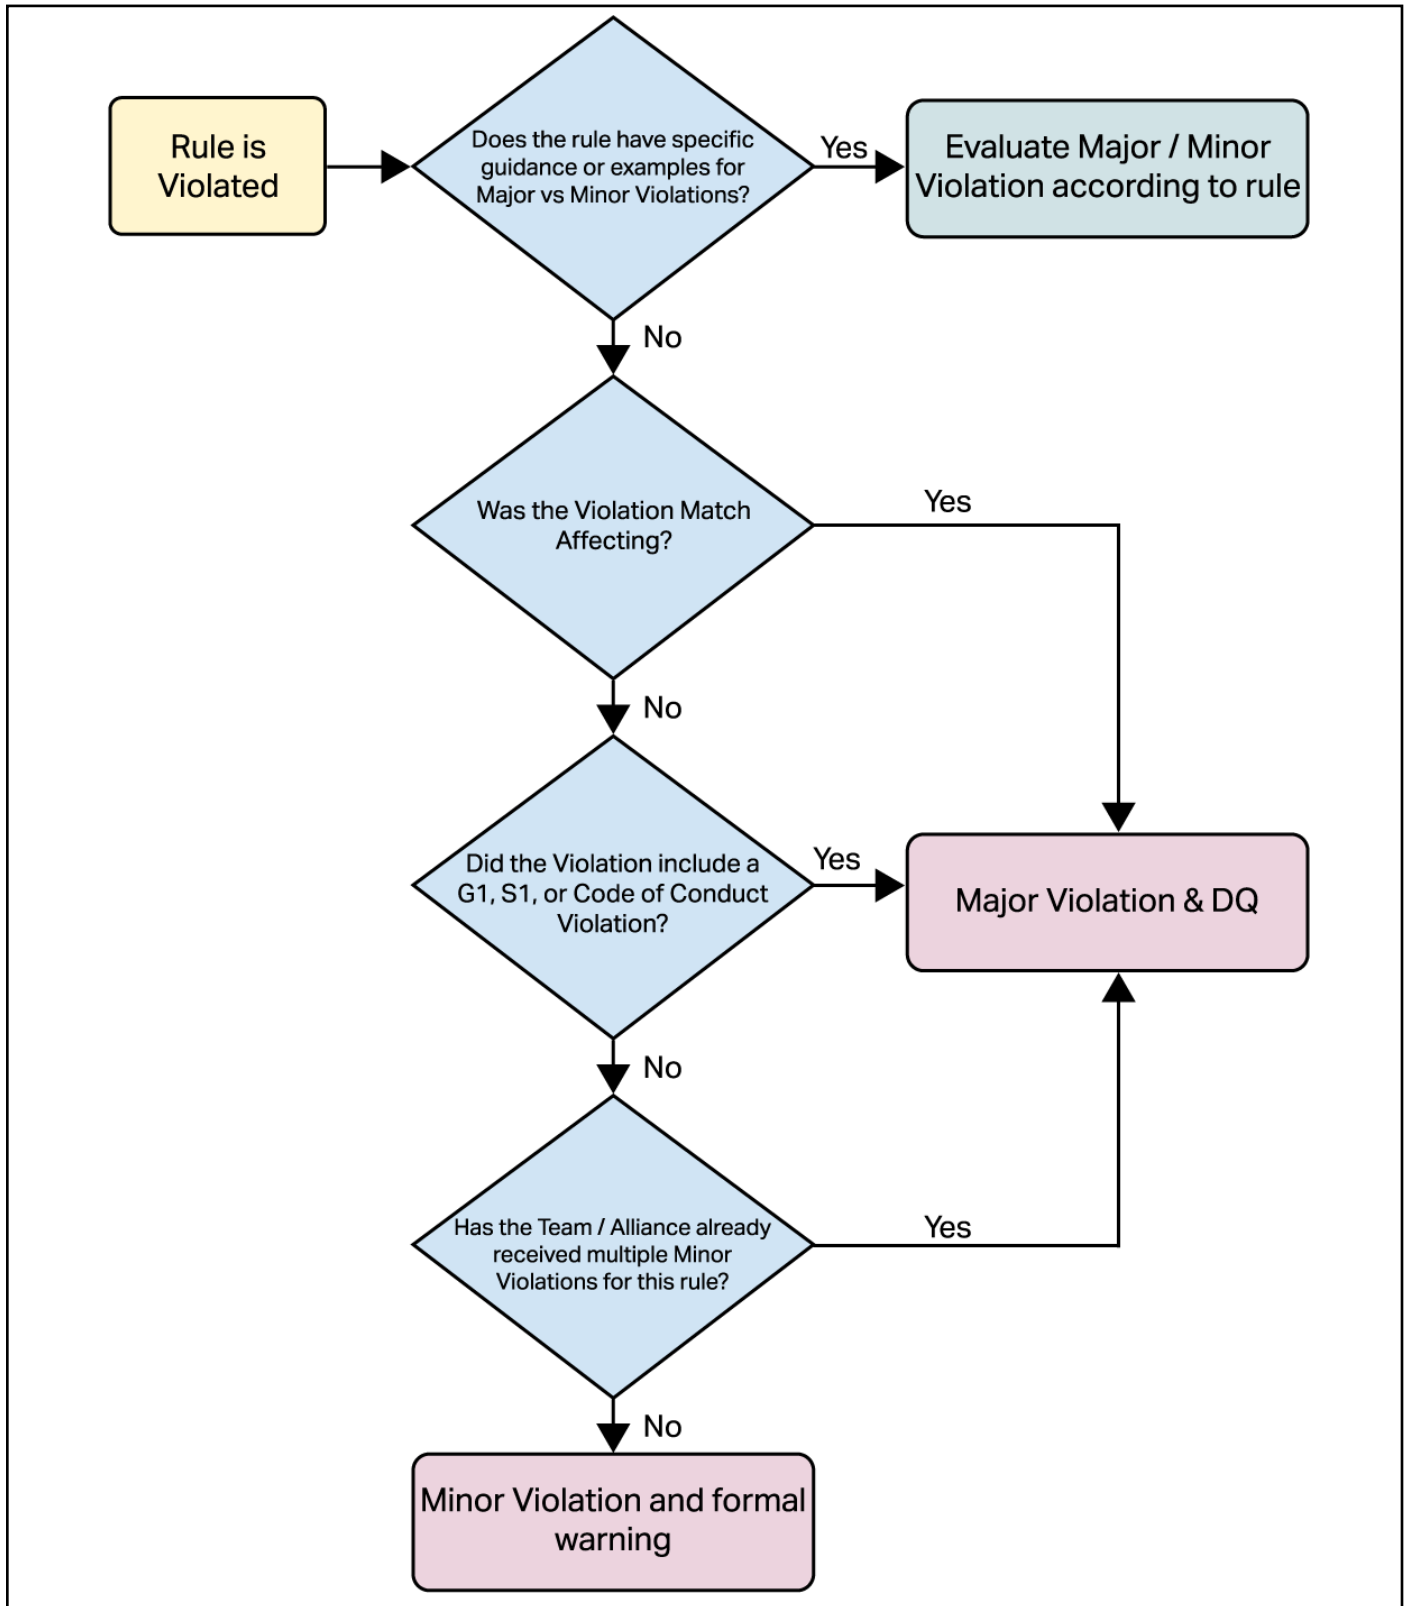 Rule is
Violated
Does the rule have specific
guidance or examples for
Major vs Minor Violations?
Yes
Evaluate Major / Minor
Violation according to rule
No
Was the Violation Match
Affecting?
Yes
No
Did the Violation include a
G1, S1, or Code of Conduct
Violation?
Yes
Major Violation & DQ
No
Has the Team / Alliance already
received multiple Minor
Violations for this rule?
Yes
No
Minor Violation and formal
warning